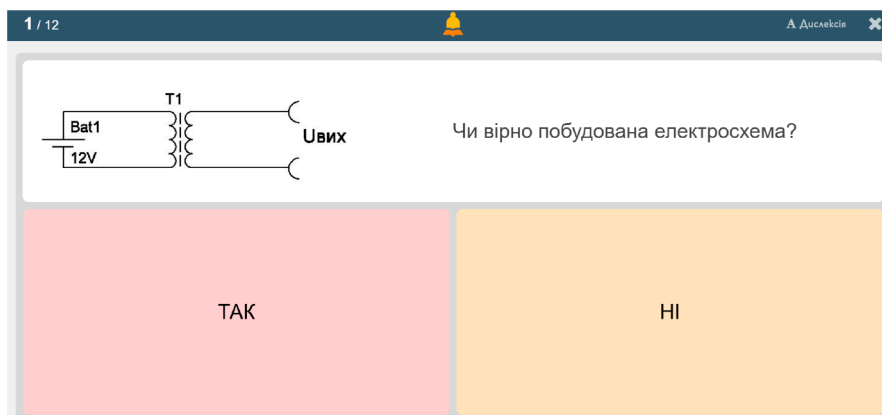 1 / 12
A Дислексія
T1
Bat1
12V
Uвих
Чи вірно побудована електросхема?
ТАК
НІ